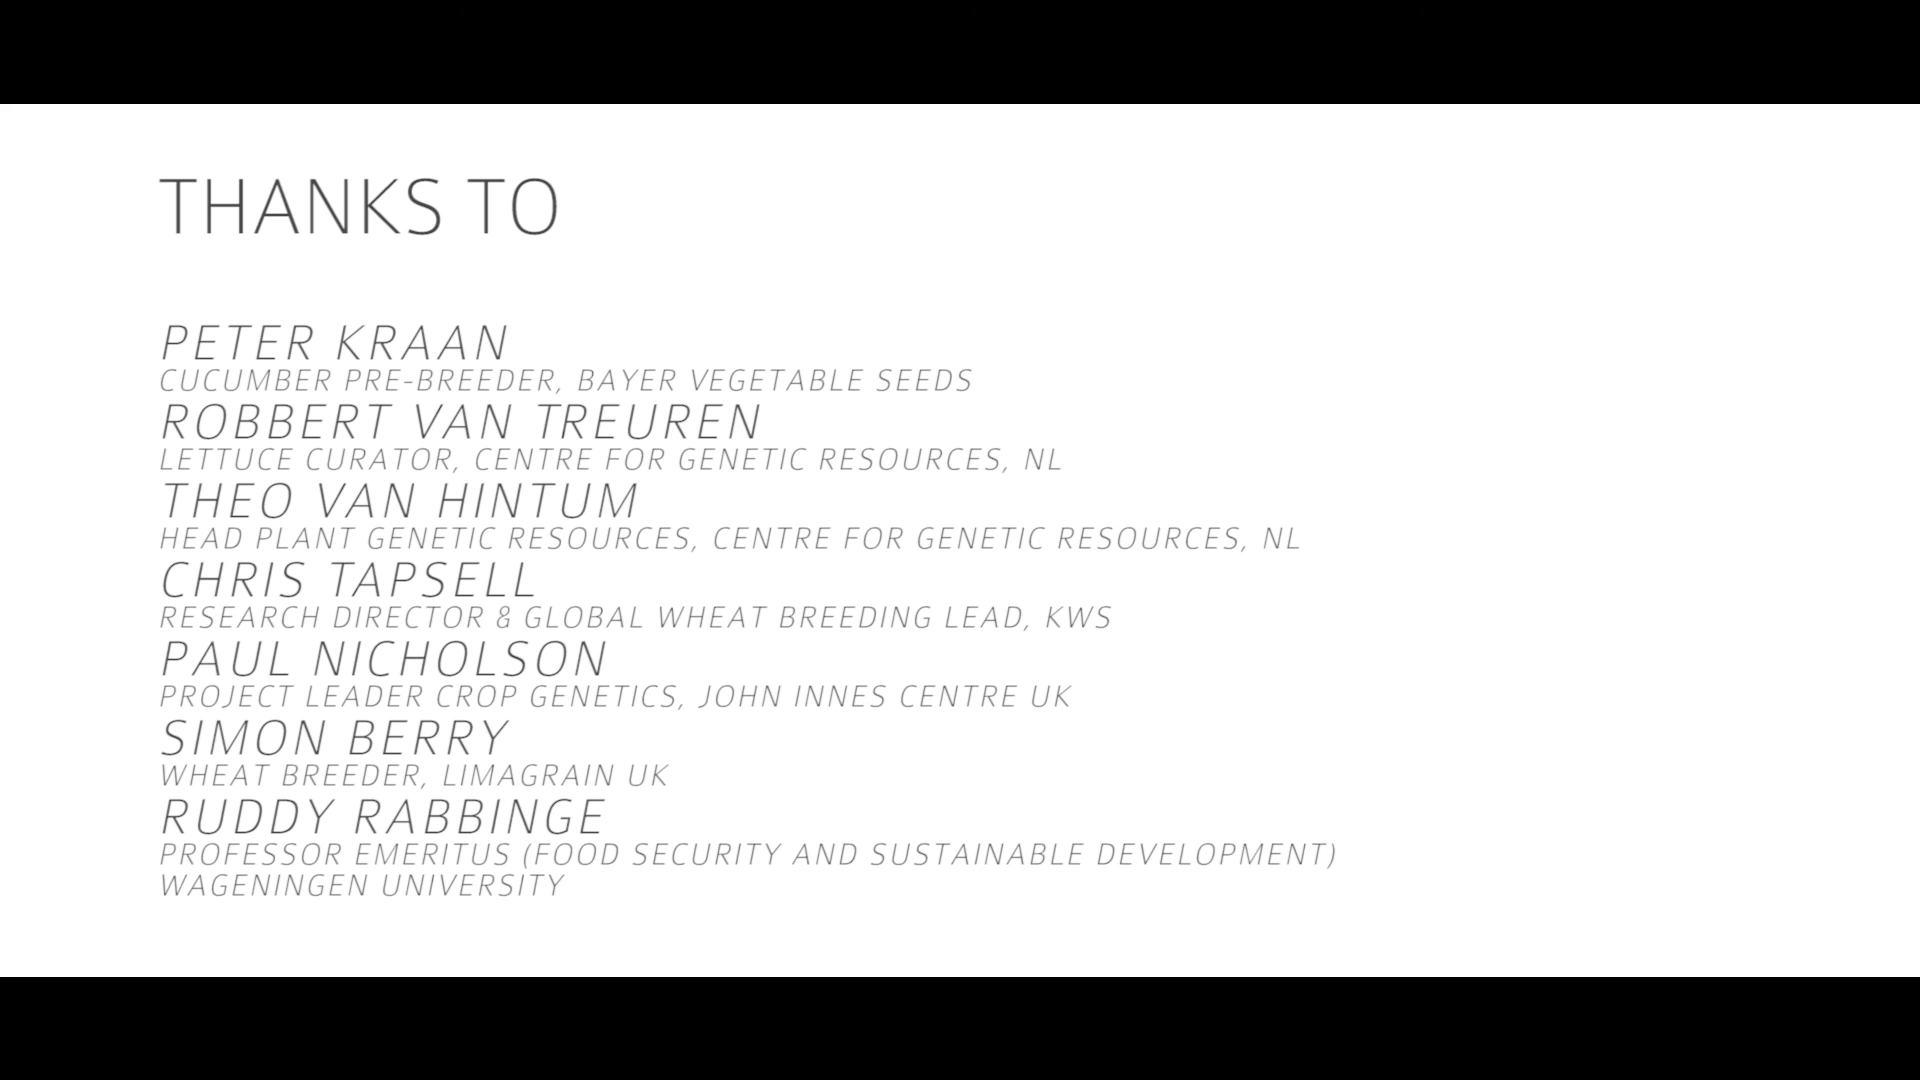 THANKS TO
PETER KRAAN
CUCUMBER PRE-BREEDER, BAYER VEGETABLE SEEDS
ROBBERT VAN TREUREN
LETTUCE CURATOR, CENTRE FOR GENETIC RESOURCES, NL
THEO VAN HINTUM
HEAD PLANT GENETIC RESOURCES, CENTRE FOR GENETIC RESOURCES, NL
CHRIS TAPSELL
RESEARCH DIRECTOR & GLOBAL WHEAT BREEDING LEAD, KWS
PAUL NICHOLSON
PROJECT LEADER CROP GENETICS, JOHN INNES CENTRE UK
SIMON BERRY
WHEAT BREEDER, LIMAGRAIN UK
RUDDY RABBINGE
PROFESSOR EMERITUS (FOOD SECURITY AND SUSTAINABLE DEVELOPMENT)
WAGENINGEN UNIVERSITY